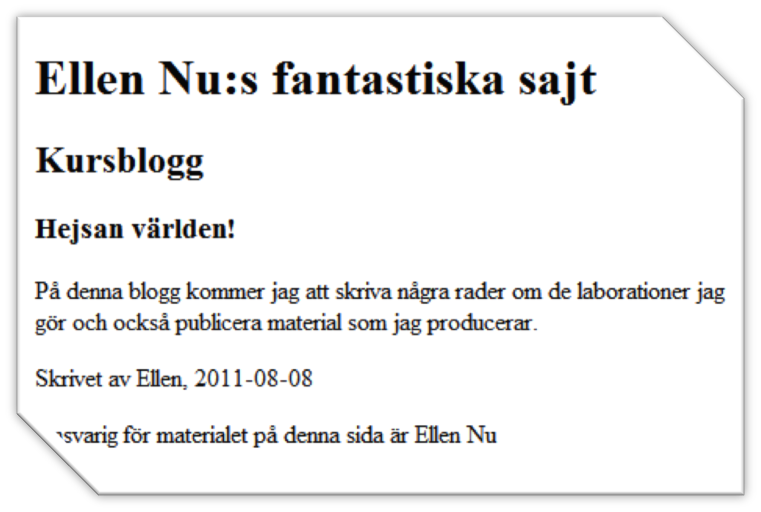 Ellen Nu:s fantastiska sajt
Kursblogg
Hejsan världen!
På denna blogg kommer jag att skriva några rader om de laborationer jag
gör och också publicera material som jag producerar.
Skrivet av Ellen, 2011-08-08
för materialet på denna sida är Ellen Nu